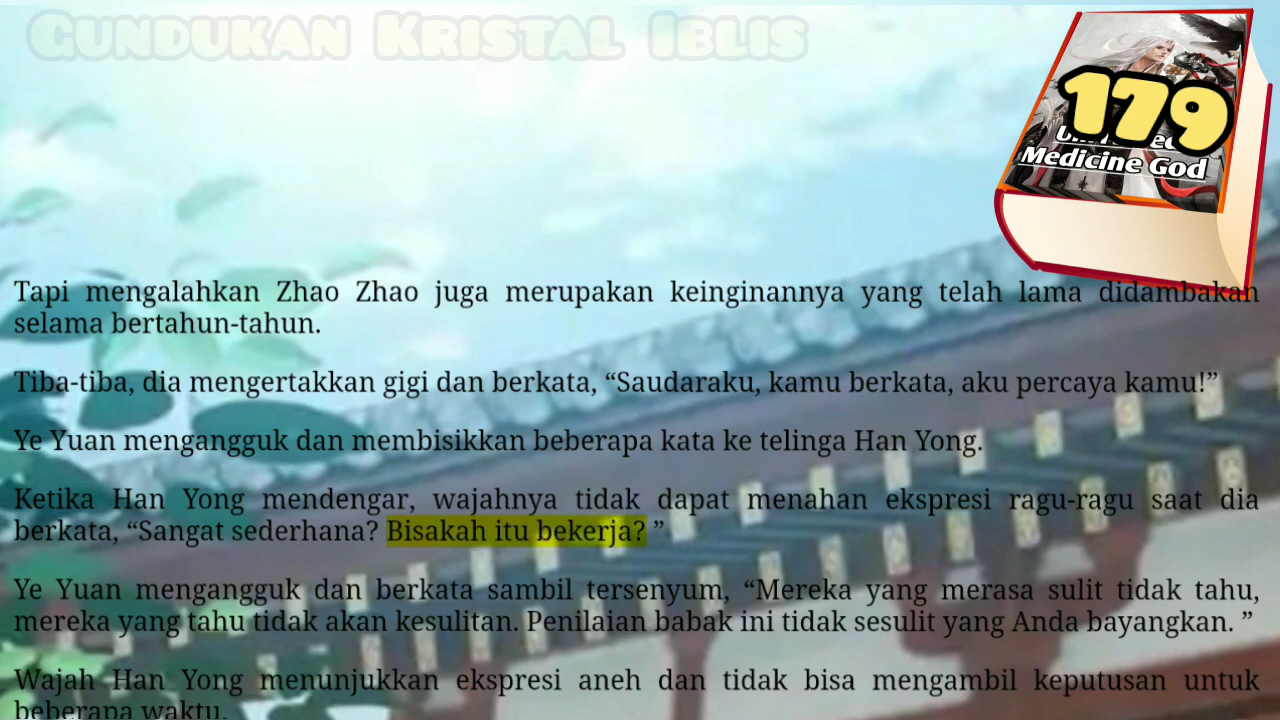 Gundukan Kristal Iblis
179
Medicine God
Tapi mengalahkan Zhao Zhao juga merupakan keinginannya yang telah lama didambakan
selama bertahun-tahun.
Tiba-tiba, dia mengertakkan gigi dan berkata, “Saudaraku, kamu berkata, aku percaya kamu!”
Ye Yuan mengangguk dan membisikkan beberapa kata ke telinga Han Yong.
Ketika Han Yong mendengar, wajahnya tidak dapat menahan ekspresi ragu-ragu saat dia
berkata, “Sangat sederhana? Bisakah itu bekerja? ”
Ye Yuan mengangguk dan berkata sambil tersenyum, “Mereka yang merasa sulit tidak tahu,
mereka yang tahu tidak akan kesulitan. Penilaian babak ini tidak sesulit yang Anda bayangkan. ”
Wajah Han Yong menunjukkan ekspresi aneh dan tidak bisa mengambil keputusan untuk
beberapa waktu.